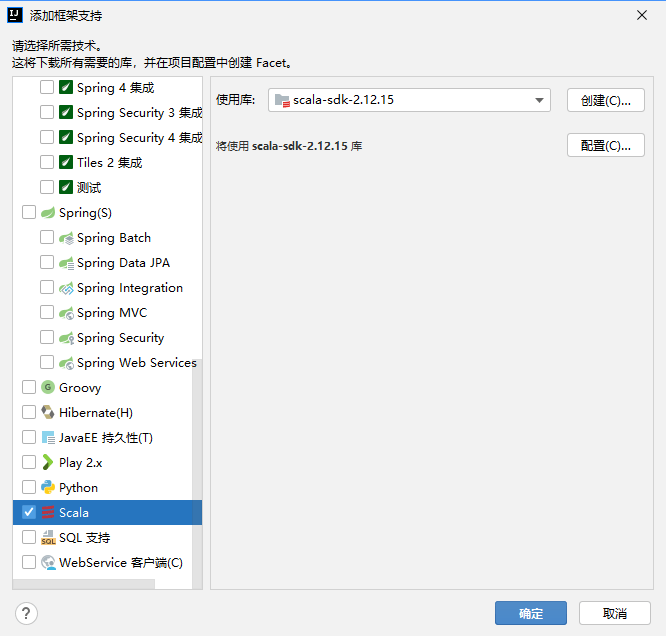 添加框架支持
请选择所需技术。
这将下载所有需要的库，并在项目配置中创建 Facet。
Spring 4 集成
Spring Security 3 集成
Spring Security 4 集成
Tiles 2 集成
测试
Spring(S)
Spring Batch
Spring Data JPA
Spring Integration
Spring MVC
Spring Security
Spring Web Services
Groovy
Hibernate(H)
JavaEE 持久性(T)
Play 2.x
Python
Scala
SQL 支持
WebService 客户端(C)
使用库:
scala-sdk-2.12.15
创建(C)...
将使用 scala-sdk-2.12.15 库
配置(C)...
?
确定
取消